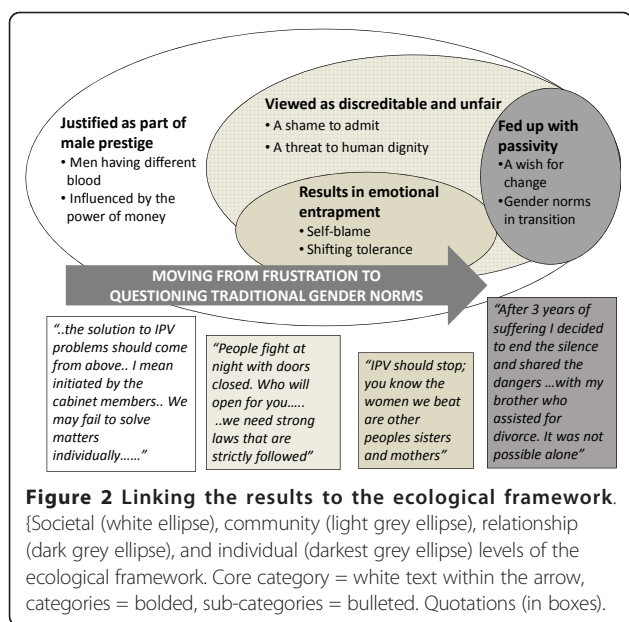 Justified as part of
male prestige
• Men having different
blood
• Influenced by the
power of money
Viewed as discreditable and unfair
• A shame to admit
• A threat to human dignity
Results in emotional
entrapment
• Self-blame
• Shifting tolerance
Fed up with
passivity
• A wish for
change
• Gender norms
in transition
MOVING FROM FRUSTRATION TO
QUESTIONING TRADITIONAL GENDER NORMS
“..the solution to IPV
problems should come
from above.. I mean
initiated by the
cabinet members.. We
may fail to solve
matters
individually……”
“People fight at
night with doors
closed. Who will
open for you…..
..we need strong
laws that are
strictly followed”
“IPV should stop;
you know the
women we beat
are other
peoples sisters
and mothers”
“After 3 years of
suffering I decided
to end the silence
and shared the
dangers …with my
brother who
assisted for
divorce. It was not
possible alone”
Figure 2 Linking the results to the ecological framework.
{Societal (white ellipse), community (light grey ellipse), relationship
(dark grey ellipse), and individual (darkest grey ellipse) levels of the
ecological framework. Core category = white text within the arrow,
categories = bolded, sub-categories = bulleted. Quotations (in boxes).